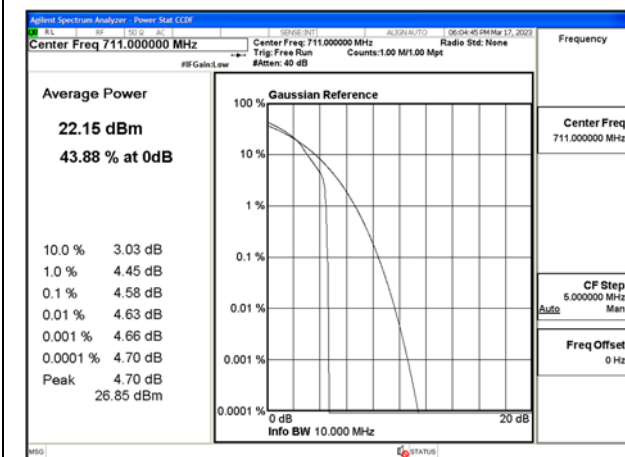 Agilent Spectrum Analyzer - Power Stat CCDF
RL RF 50 Ω AC SENSE:INT ALIGN AUTO 06:04:45 PM Mar 17, 2023
Center Freq 711.000000 MHz
Center Freq: 711.000000 MHz Radio Std: None
Trig: Free Run Counts:1.00 M/1.00 Mpt
#IFGain:Low #Atten: 40 dB
Frequency
Average Power
22.15 dBm
43.88 % at 0dB
10.0 % 3.03 dB
1.0 % 4.45 dB
0.1 % 4.58 dB
0.01 % 4.63 dB
0.001 % 4.66 dB
0.0001 % 4.70 dB
Peak 4.70 dB
26.85 dBm
Gaussian Reference
100 %
10 %
1 %
0.1 %
0.01 %
0.001 %
0.0001 %
0 dB 20 dB
Info BW 10.000 MHz
Center Freq
711.000000 MHz
CF Step
5.000000 MHz
Auto Man
Freq Offset
0 Hz
MSG STATUS